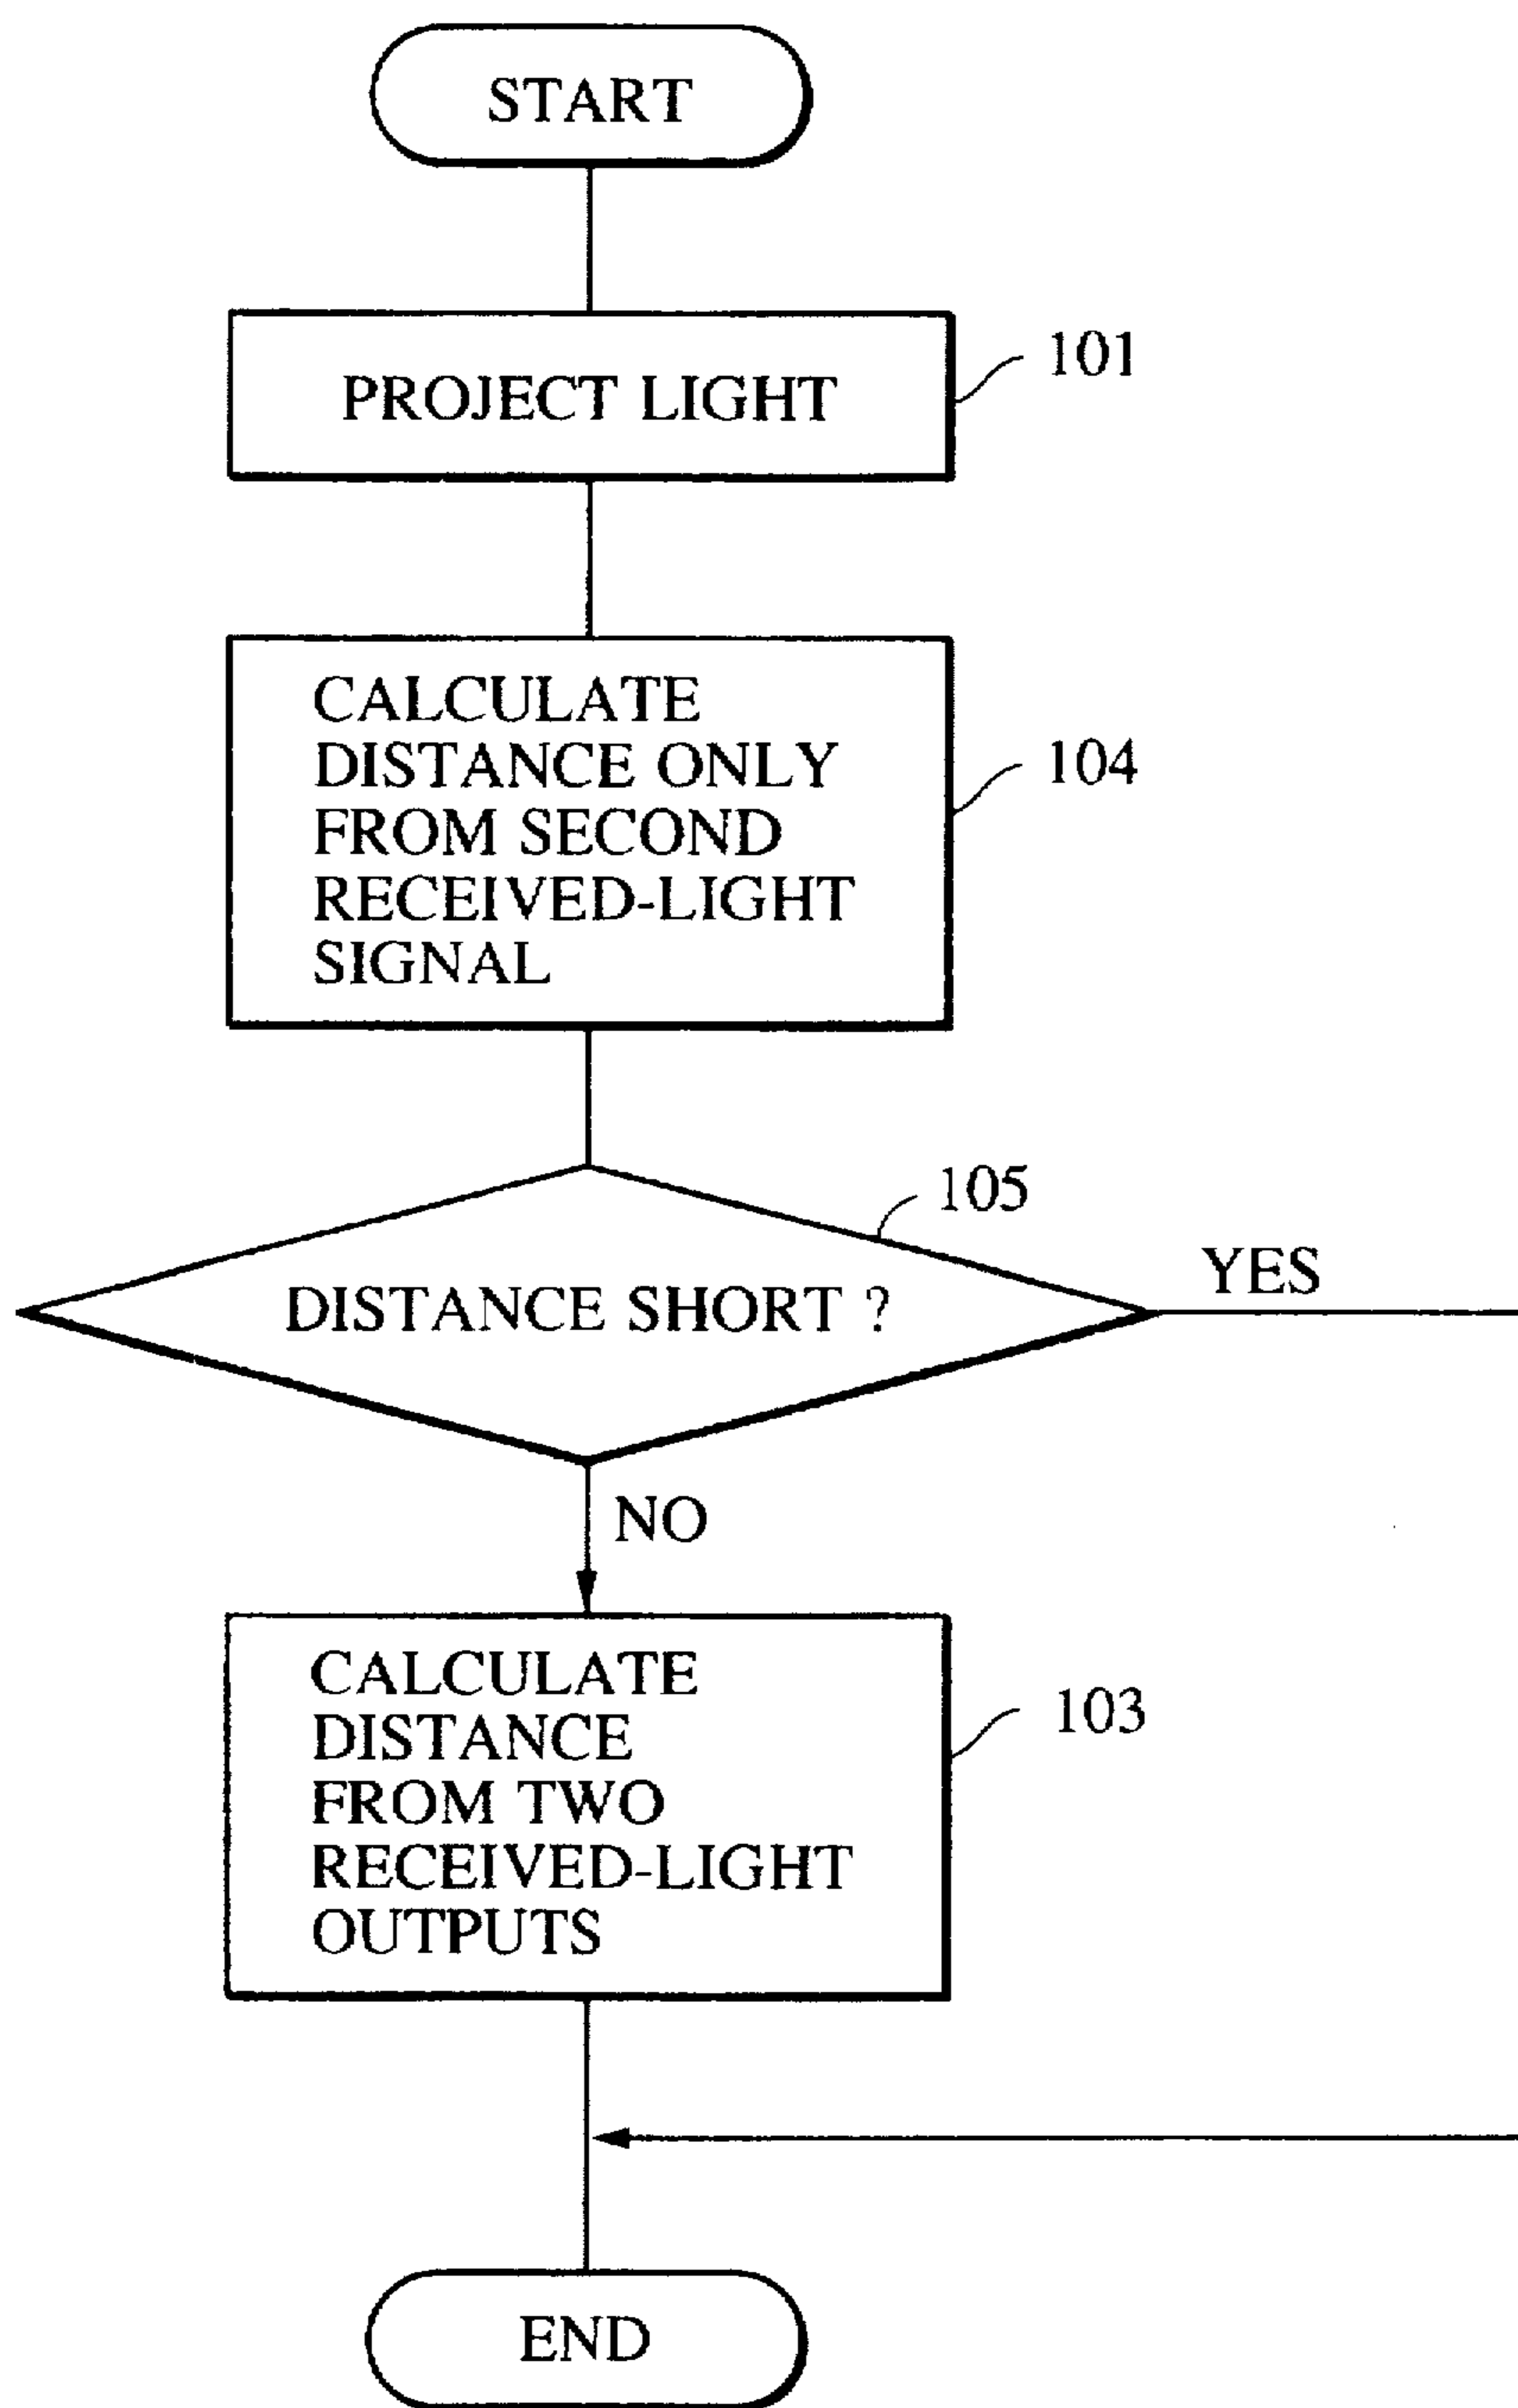 START
PROJECT LIGHT
101
CALCULATE
DISTANCE ONLY
FROM SECOND
RECEIVED-LIGHT
SIGNAL
104
105
DISTANCE SHORT ?
YES
NO
CALCULATE
DISTANCE
FROM TWO
RECEIVED-LIGHT
OUTPUTS
103
END